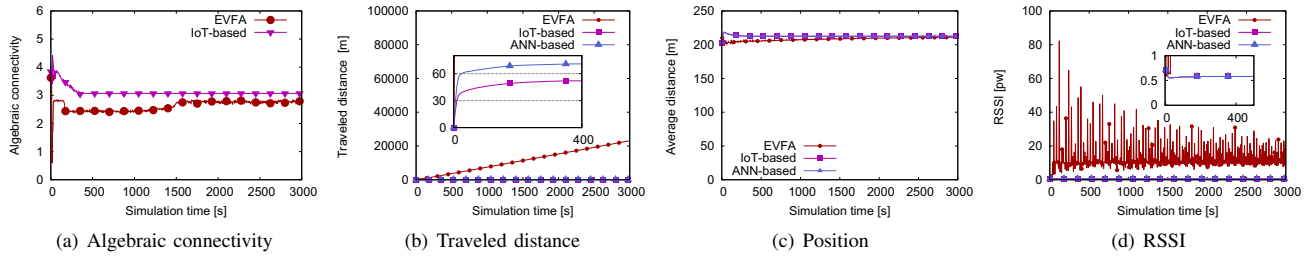 Algebraic connectivity
6
5
4
3
2
1
0
EVFA
IoT-based
0 500 1000 1500 2000 2500 3000
Simulation time [s]
(a) Algebraic connectivity
Traveled distance [m]
100000
80000
60000
40000
20000
0
EVFA
IoT-based
ANN-based
60
30
0
0 400
0 500 1000 1500 2000 2500 3000
Simulation time [s]
(b) Traveled distance
Average distance [m]
250
200
150
100
50
0
EVFA
IoT-based
ANN-based
0 500 1000 1500 2000 2500 3000
Simulation time [s]
(c) Position
RSSI [pw]
100
80
60
40
20
0
EVFA
IoT-based
ANN-based
1
0.5
0
0 400
0 500 1000 1500 2000 2500 3000
Simulation time [s]
(d) RSSI